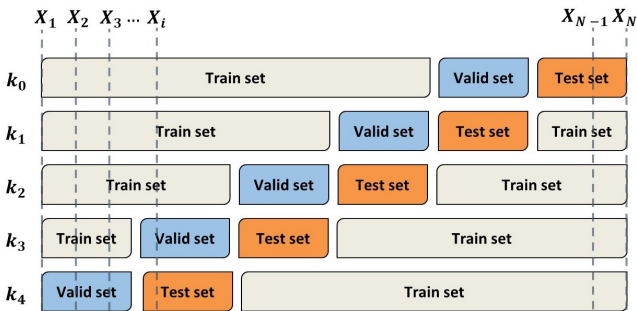 X₁ X₂ X₃ ... Xᵢ X_{N-1} X_N
k₀ Train set Valid set Test set
k₁ Train set Valid set Test set Train set
k₂ Train set Valid set Test set Train set
k₃ Train set Valid set Test set Train set
k₄ Valid set Test set Train set